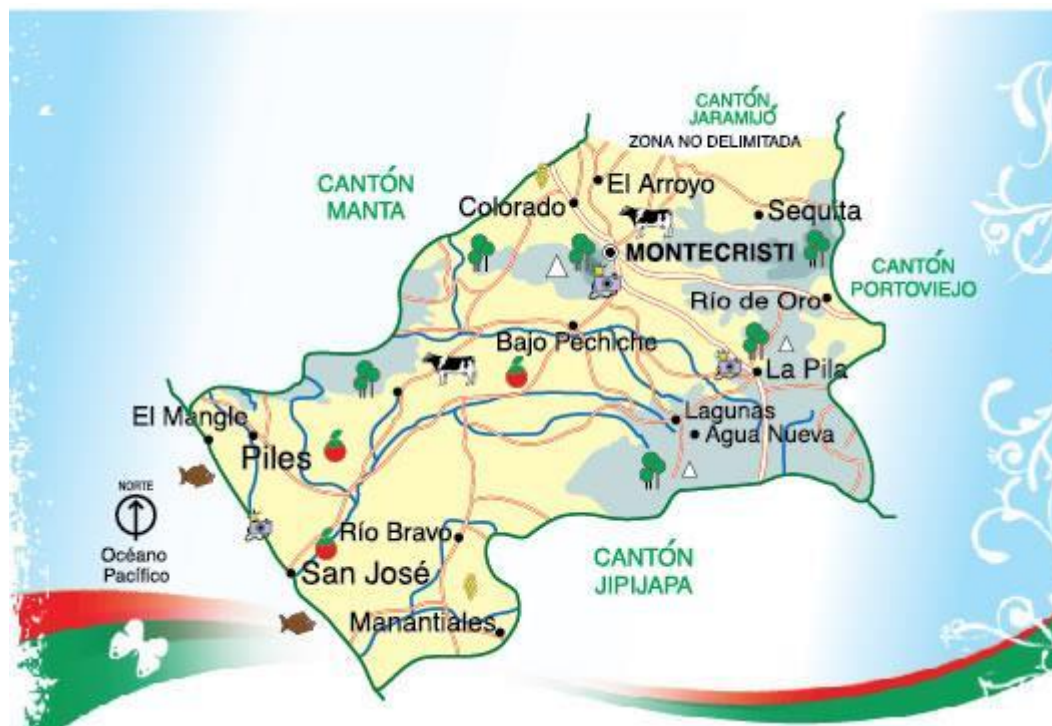 CANTÓN
JARAMIJÓ
ZONA NO DELIMITADA
CANTÓN
MANTA
El Arroyo
Colorado
Sequita
MONTECRISTI
CANTÓN
PORTOVIEJO
Río de Oro
Bajo Pechiche
La Pila
El Mangle
Lagunas
Agua Nueva
Piles
NORTE
Océano
Pacífico
Río Bravo
San José
CANTÓN
JIPIJAPA
Manantiales